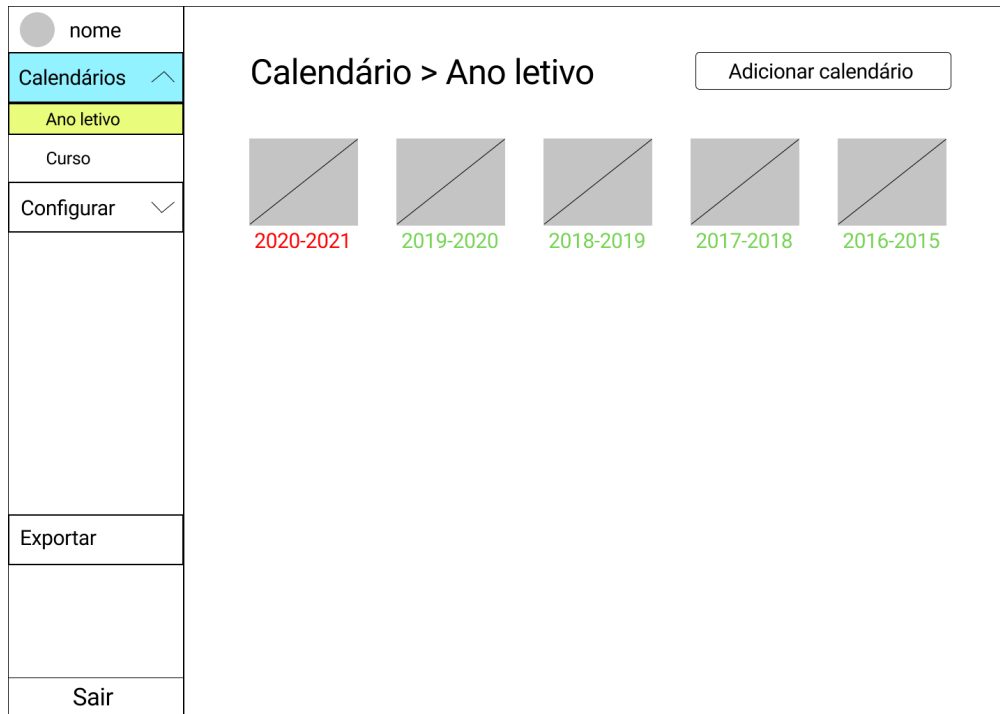 nome
Calendários
Ano letivo
Curso
Configurar
Exportar
Sair
Calendário > Ano letivo
Adicionar calendário
2020-2021 2019-2020 2018-2019 2017-2018 2016-2015